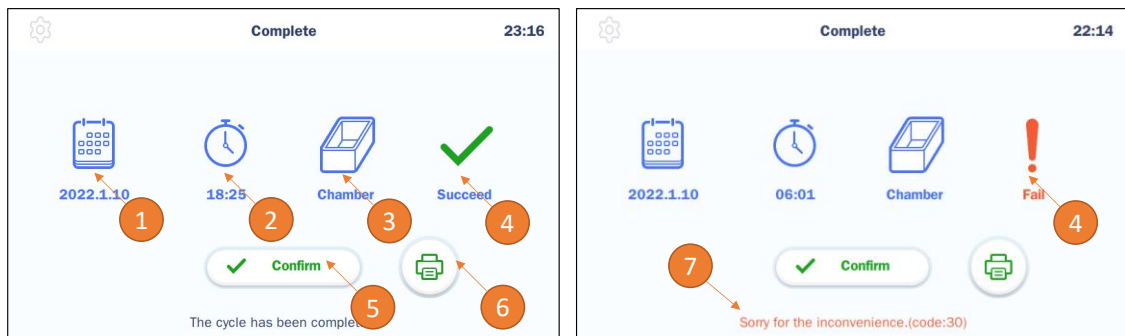 Complete
23:16
2022.1.10
18:25
Chamber
Succeed
1
2
3
4
Confirm
5
6
The cycle has been complet
Complete
22:14
2022.1.10
06:01
Chamber
Fail
4
Confirm
7
Sorry for the inconvenience.(code:30)